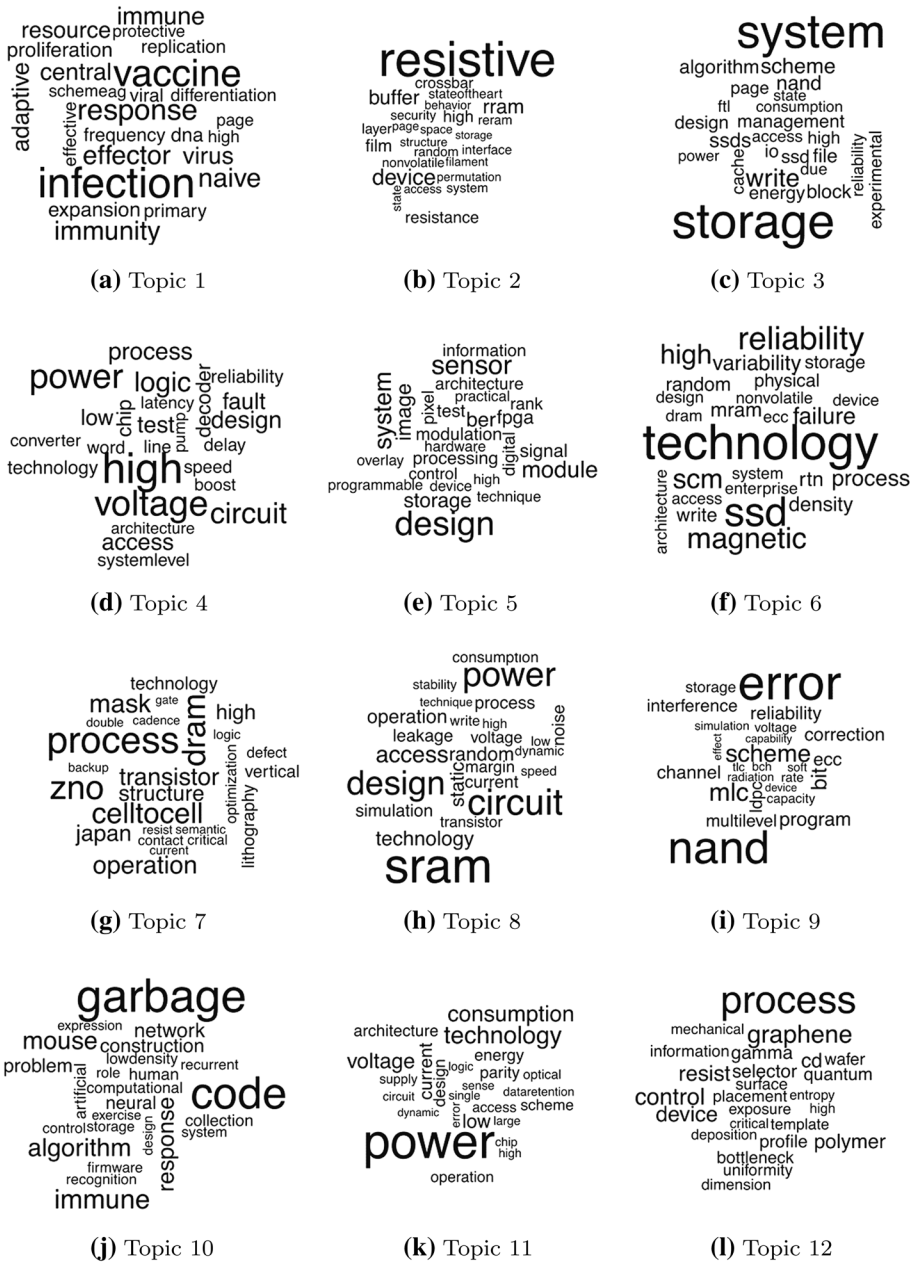 immune
resource protective
proliferation replication
adaptive central vaccine
schemeag viral differentiation
effective response page
frequency dna high
effector virus
infection naive
expansion primary
immunity
(a) Topic 1
resistive
crossbar
buffer stateoftheart
behavior rram
security high reram
layer page space storage
film structure
random interface
nonvolatile filament
device permutation
state access system
resistance
(b) Topic 2
system
algorithm scheme
page nand
state
ftl consumption
design management
ssds access high
power cache io ssd file reliability experimental
due
write
energy block
storage
(c) Topic 3
process
power logic decoder reliability
latency fault
low chip test design
converter word line pump delay
technology high speed
boost
voltage circuit
architecture
access
systemlevel
(d) Topic 4
information
sensor
system image architecture
pixel practical rank
test ber fpga
modulation
hardware digital signal
overlay processing
control module
programmable device high
storage technique
design
(e) Topic 5
reliability
high variability storage
random physical
design nonvolatile device
dram mram ecc failure
technology
architecture scm system rtn process
access enterprise
write ssd density
magnetic
(f) Topic 6
technology
mask gate dram high
double cadence
process logic
optimization defect
backup transistor vertical
zno structure
celltocell lithography
japan resist semantic
contact critical
current
operation
(g) Topic 7
consumption
stability power
technique process
operation write high noise
leakage voltage low
access random dynamic
static margin speed
design current
simulation circuit
transistor
technology
sram
(h) Topic 8
storage error
interference reliability
simulation voltage
effect capability correction
scheme ecc
channel tlc bch soft bit
radiation rate
mlc ldpc device
capacity
multilevel program
nand
(i) Topic 9
garbage
expression network
mouse construction
problem lowdensity recurrent
artificial role human
computational code
neural response
exercise collection
control storage design system
algorithm
firmware
recognition
immune
(j) Topic 10
consumption
architecture technology
voltage current design energy
logic parity optical
supply sense
circuit single dataretention
dynamic error access scheme
low large
power chip
high
operation
(k) Topic 11
process
mechanical graphene
information gamma cd wafer
resist selector quantum
surface
control placement entropy
device exposure high
critical template
deposition profile polymer
bottleneck
uniformity
dimension
(l) Topic 12